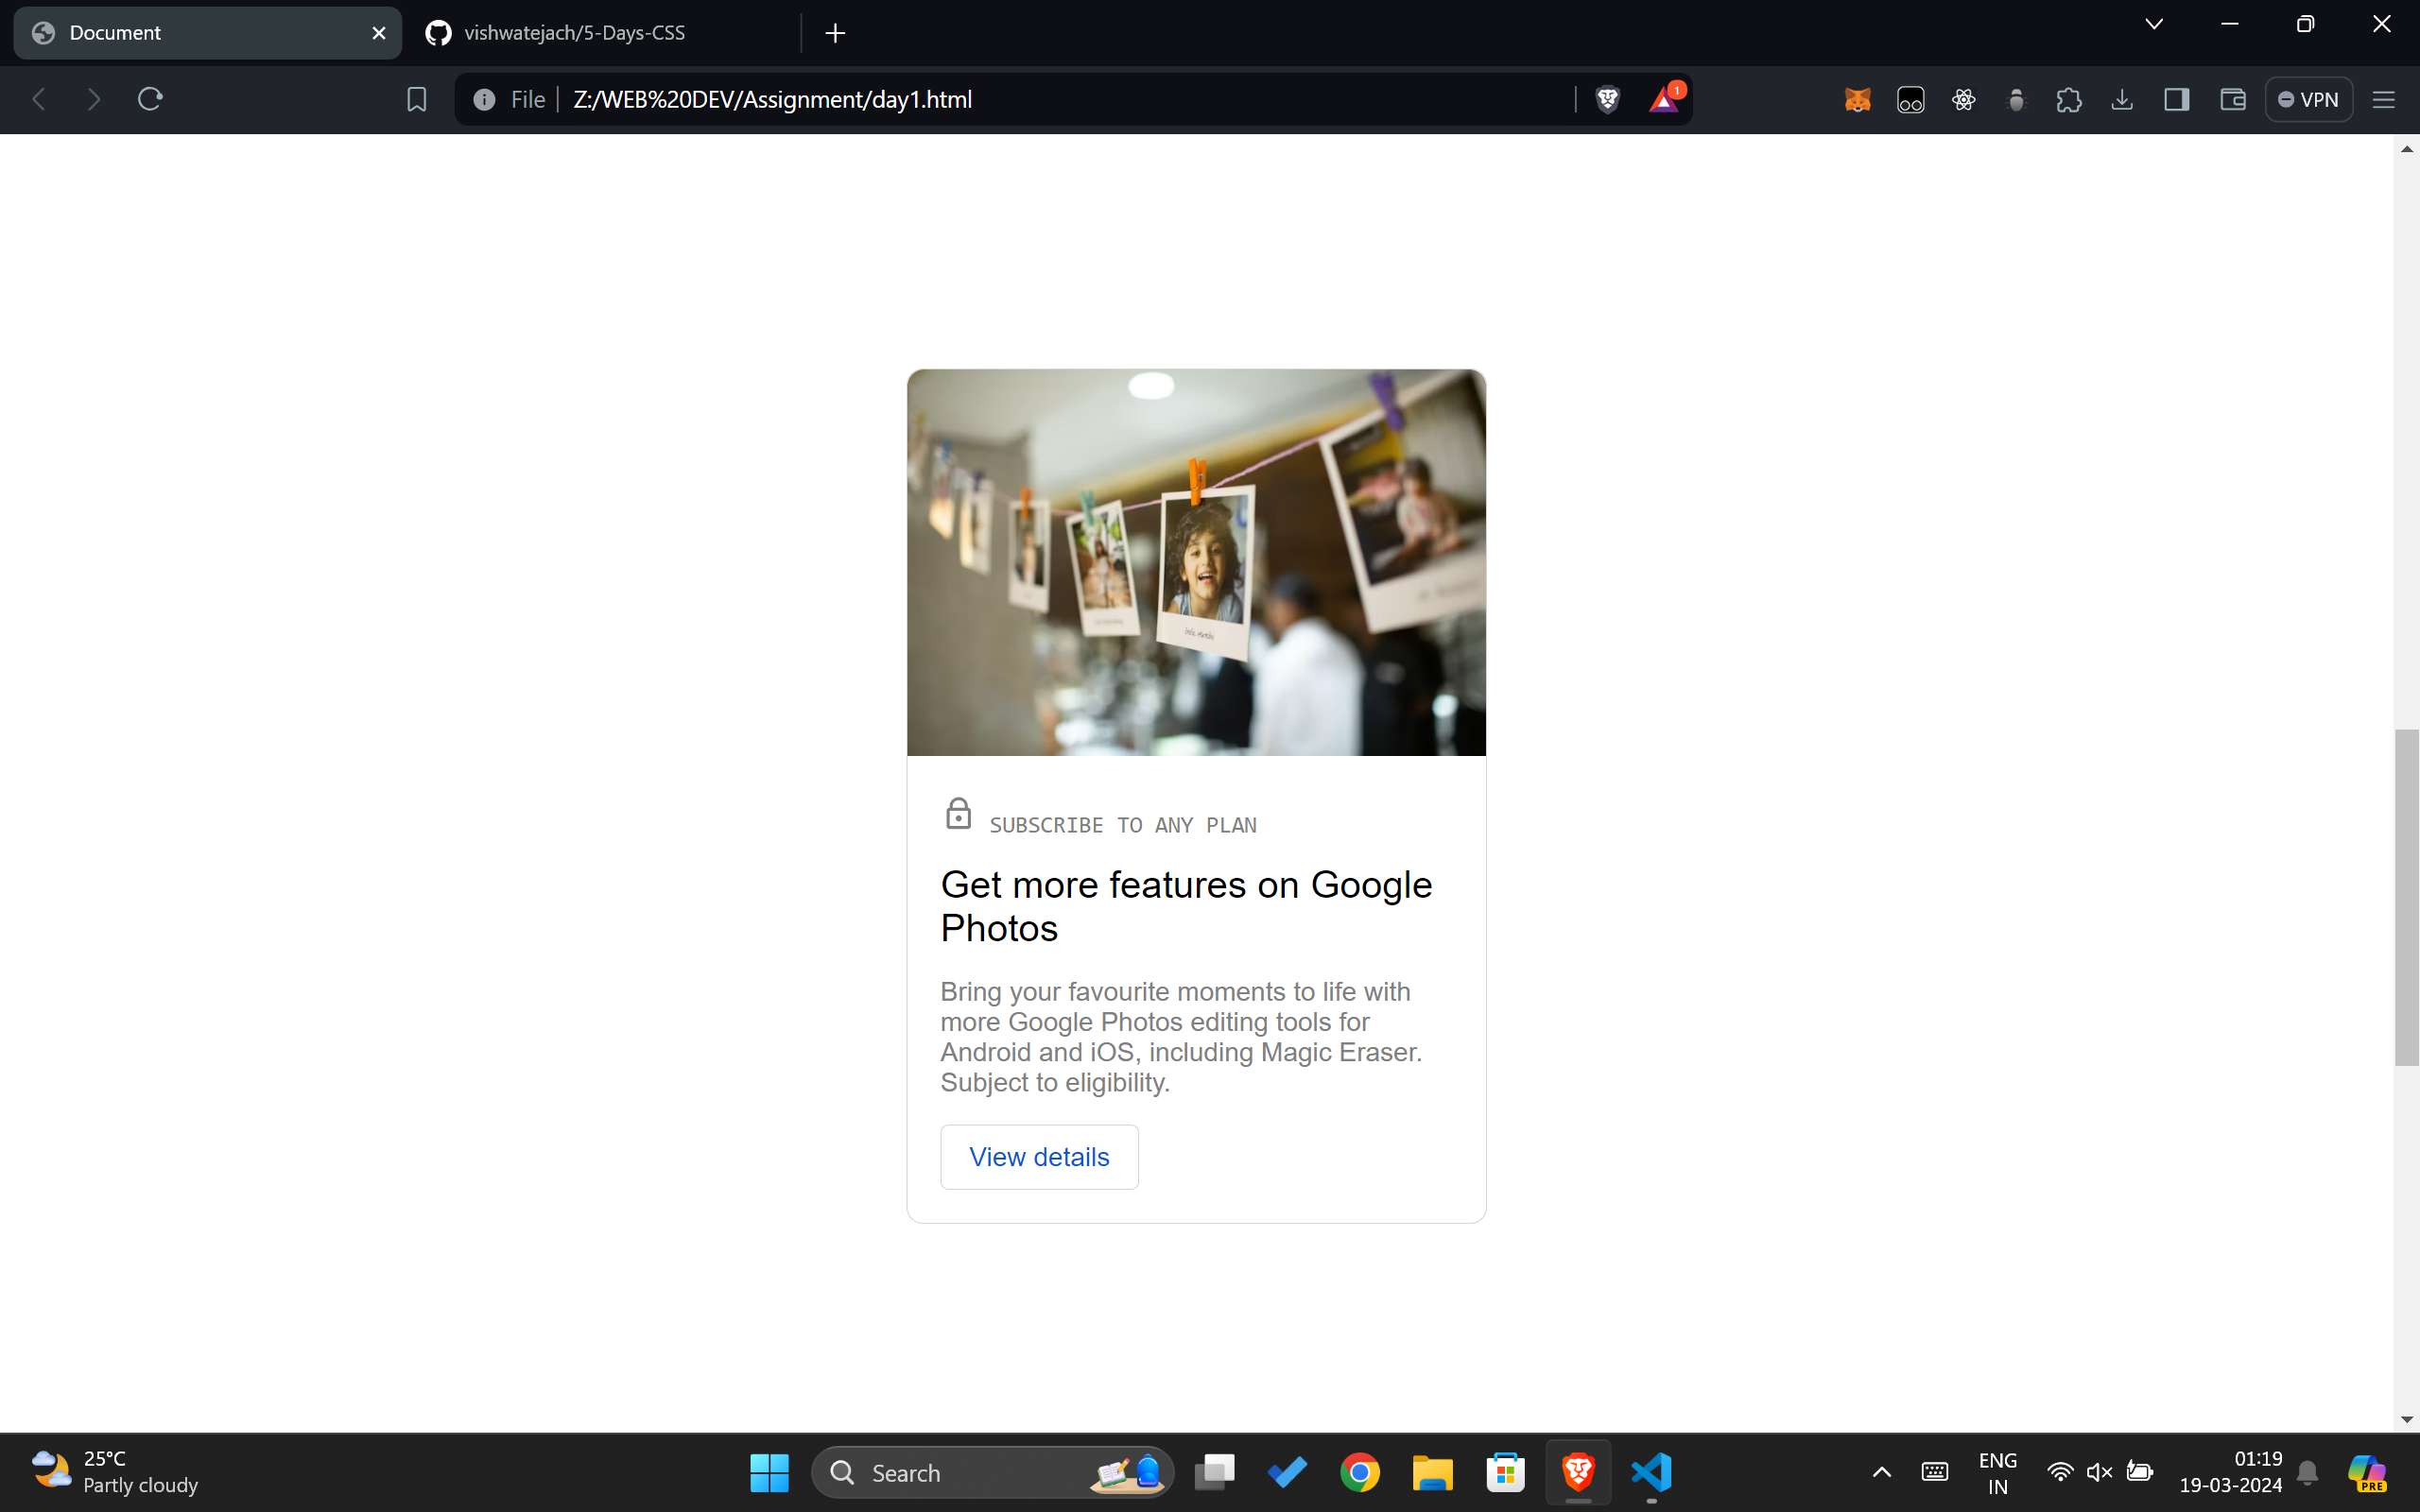 Document
vishwatejach/5-Days-CSS
File
Z:/WEB%20DEV/Assignment/day1.html
1
VPN
SUBSCRIBE TO ANY PLAN
Get more features on Google
Photos
Bring your favourite moments to life with
more Google Photos editing tools for
Android and iOS, including Magic Eraser.
Subject to eligibility.
View details
25°C
Partly cloudy
Search
ENG
IN
01:19
19-03-2024
PRE